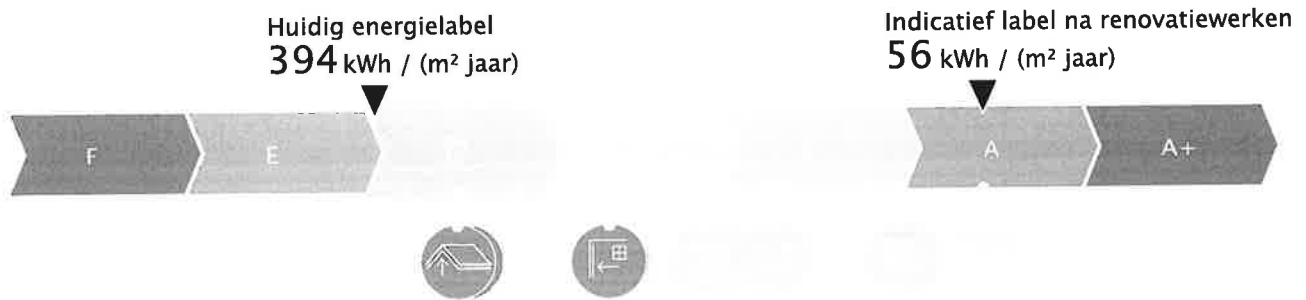 Huidig energielabel
394 kWh / (m² jaar)
Indicatief label na renovatiewerken
56 kWh / (m² jaar)
F E A A+